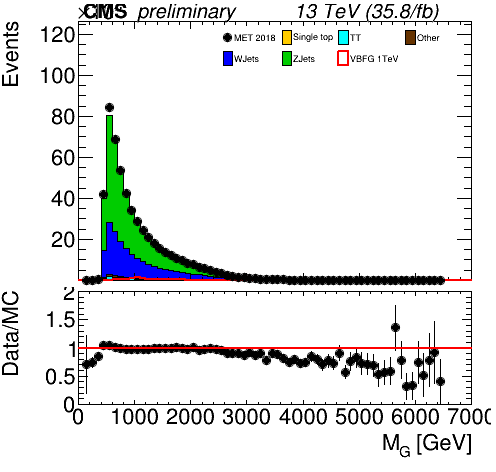 CMS preliminary 13 TeV (35.8/fb)
Events
120
100
80
60
40
20
MET 2018
Single top
TT
Other
WJets
ZJets
VBFG 1TeV
Data/MC
2
1.5
1
0.5
0
0 1000 2000 3000 4000 5000 6000 7000
M_G [GeV]